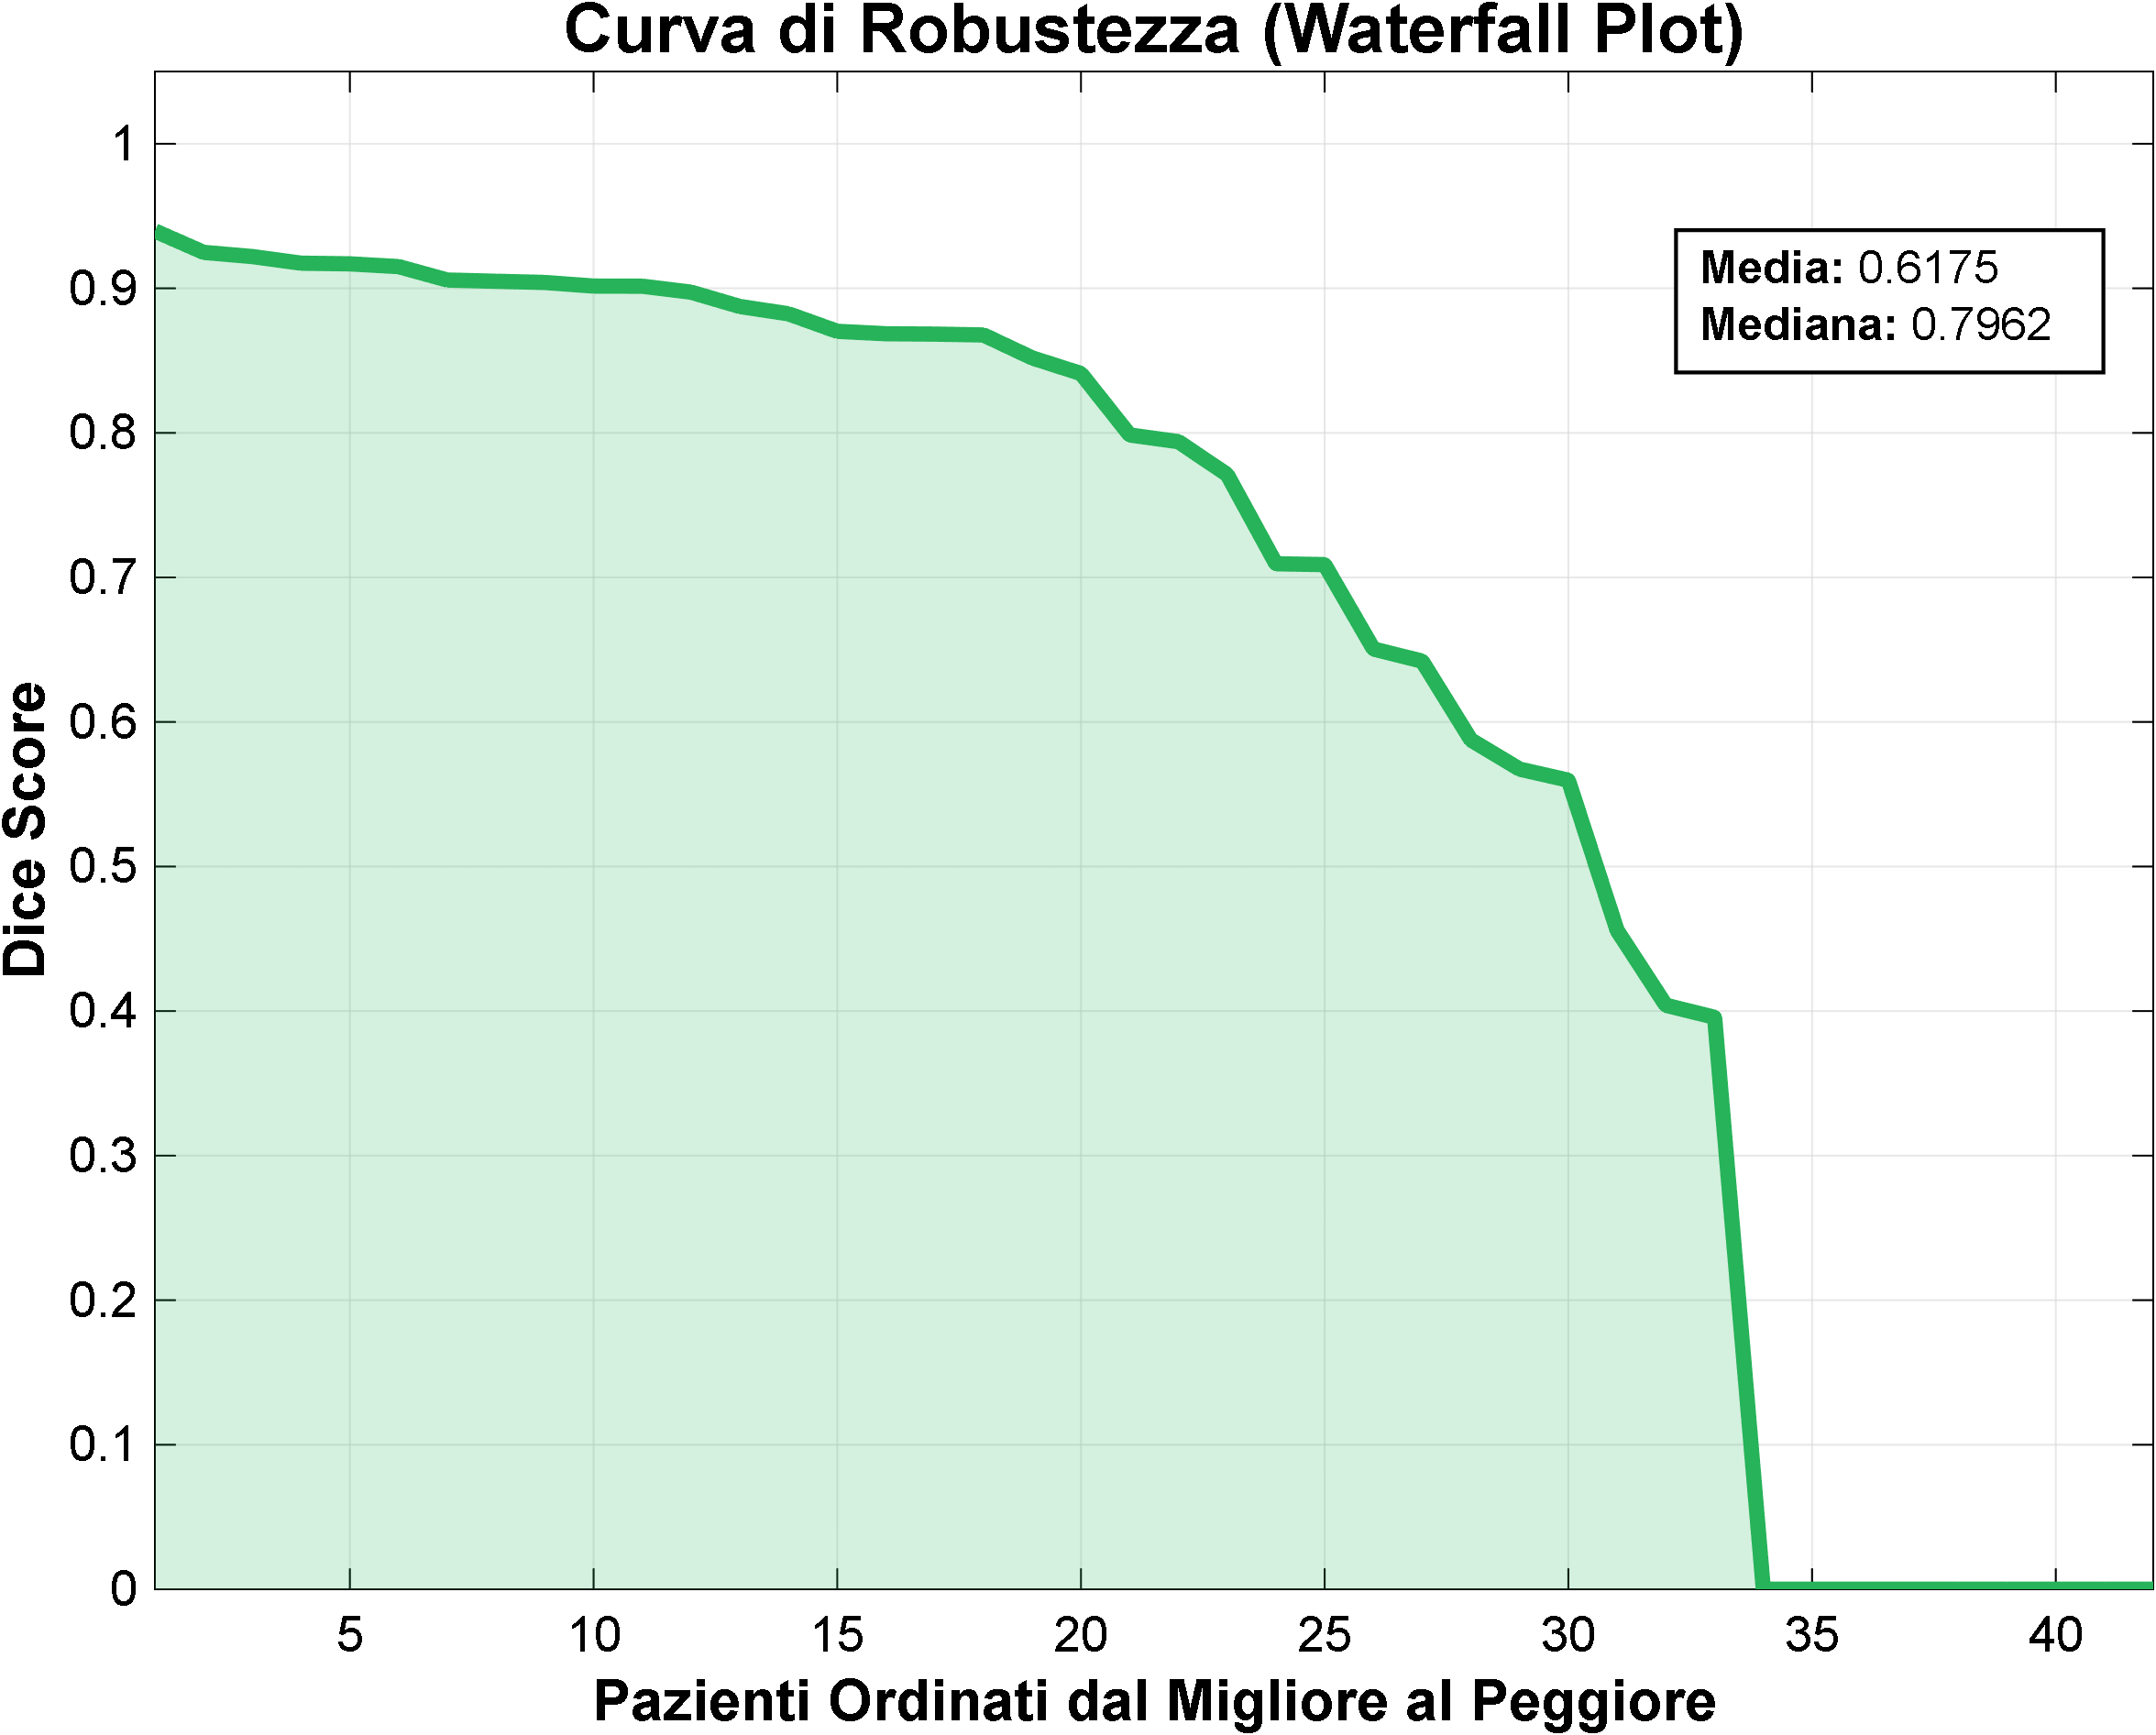 Curva di Robustezza (Waterfall Plot)
1
0.9
0.8
0.7
0.6
0.5
0.4
0.3
0.2
0.1
0
Dice Score
Media: 0.6175
Mediana: 0.7962
5 10 15 20 25 30 35 40
Pazienti Ordinati dal Migliore al Peggiore